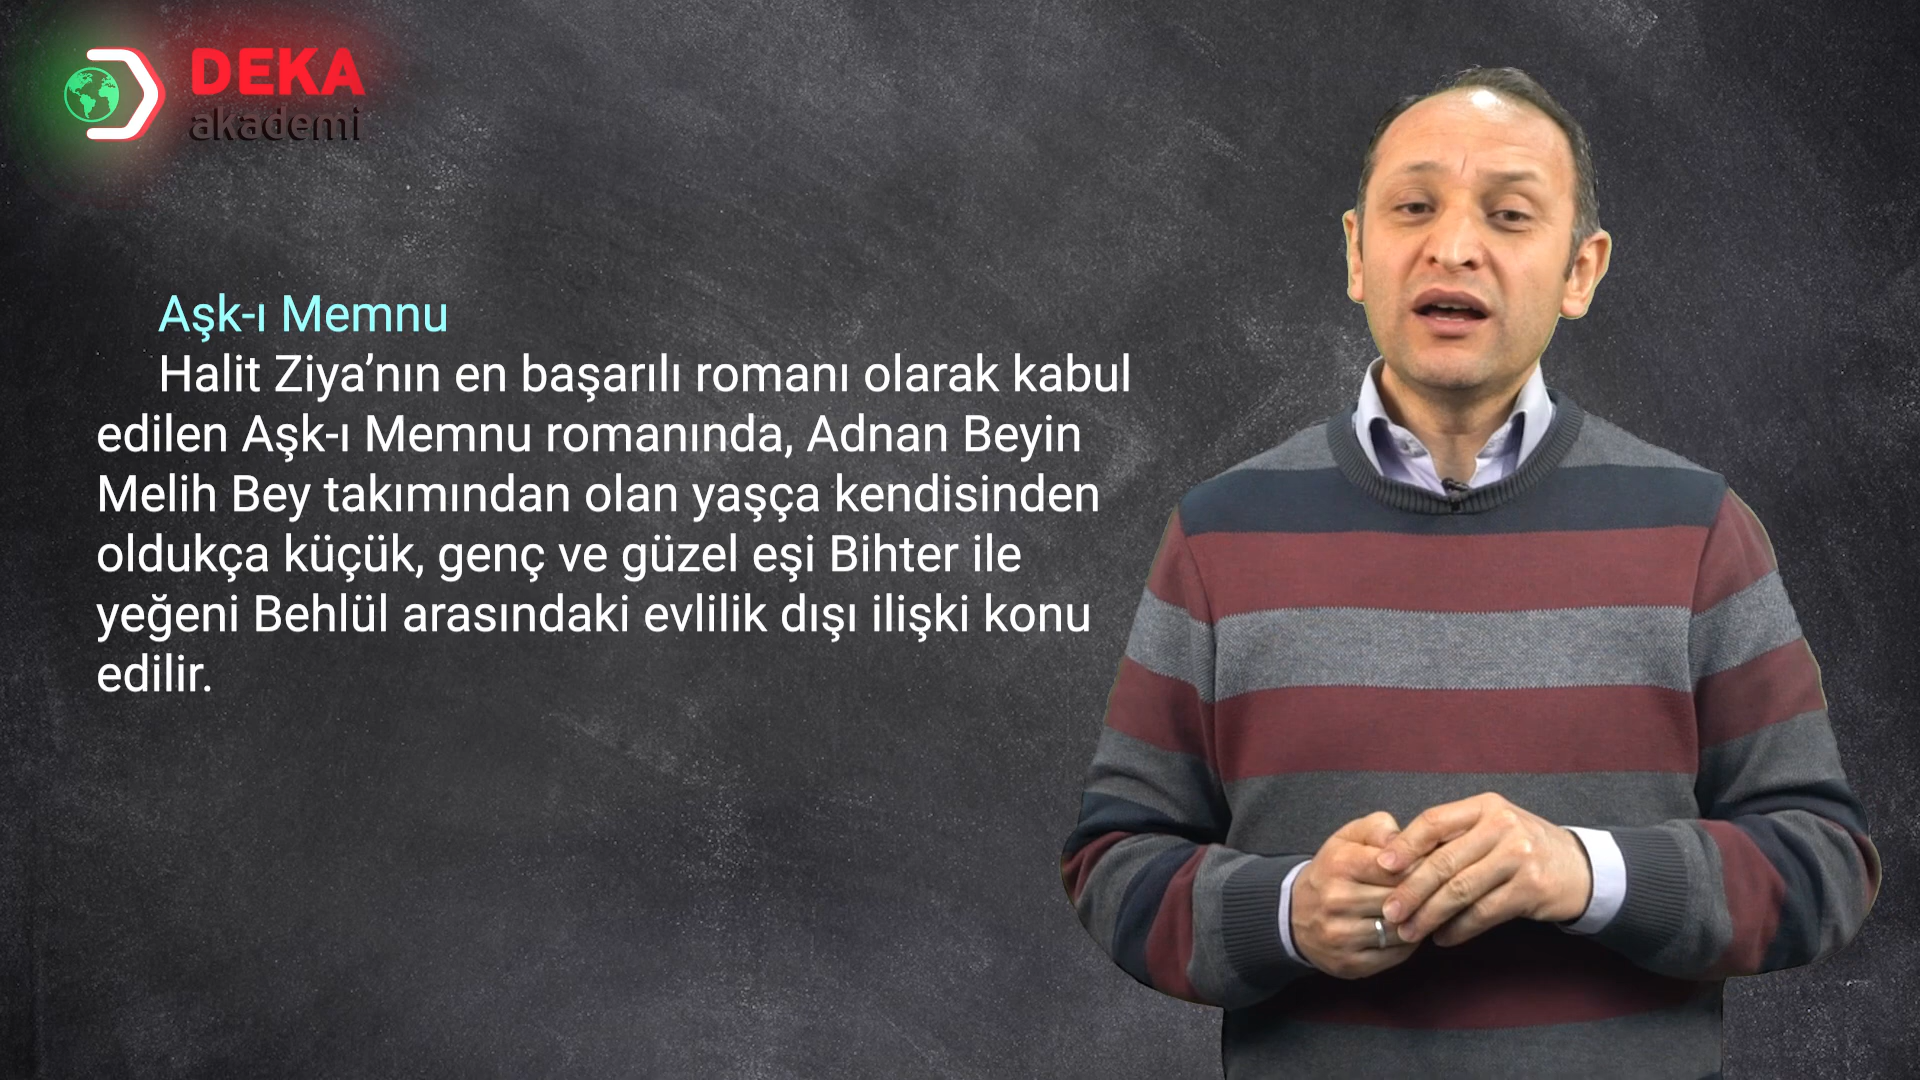 DEKA
akademi
Aşk-ı Memnu
Halit Ziya’nın en başarılı romanı olarak kabul
edilen Aşk-ı Memnu romanında, Adnan Beyin
Melih Bey takımından olan yaşça kendisinden
oldukça küçük, genç ve güzel eşi Bihter ile
yeğeni Behlül arasındaki evlilik dışı ilişki konu
edilir.